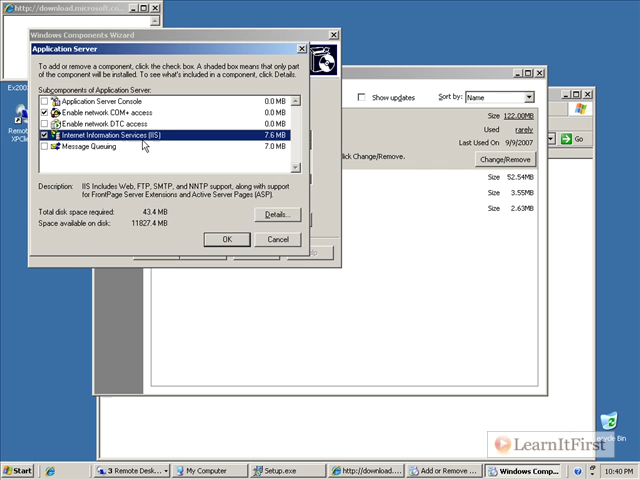 http://download.microsoft.co...
Windows Components Wizard
Application Server
To add or remove a component, click the check box. A shaded box means that only part
of the component will be installed. To see what's included in a component, click Details.
Subcomponents of Application Server:
Application Server Console 0.0 MB
Enable network COM+ access 0.0 MB
Enable network DTC access 0.0 MB
Internet Information Services (IIS) 7.6 MB
Message Queuing 7.0 MB
Description: IIS Includes Web, FTP, SMTP, and NNTP support, along with support
for FrontPage Server Extensions and Active Server Pages (ASP).
Total disk space required: 43.4 MB
Space available on disk: 11827.4 MB
Details...
OK
Cancel
Show updates
Sort by: Name
Size 122.00MB
Used rarely
Last Used On 9/9/2007
click Change/Remove.
Change/Remove
Size 52.54MB
Size 3.55MB
Size 2.63MB
Go
Ex200
Remote
XPClie
ecycle Bin
LearnItFirst
Start
3 Remote Desk...
My Computer
Setup.exe
http://download....
Add or Remove ...
Windows Comp...
10:40 PM